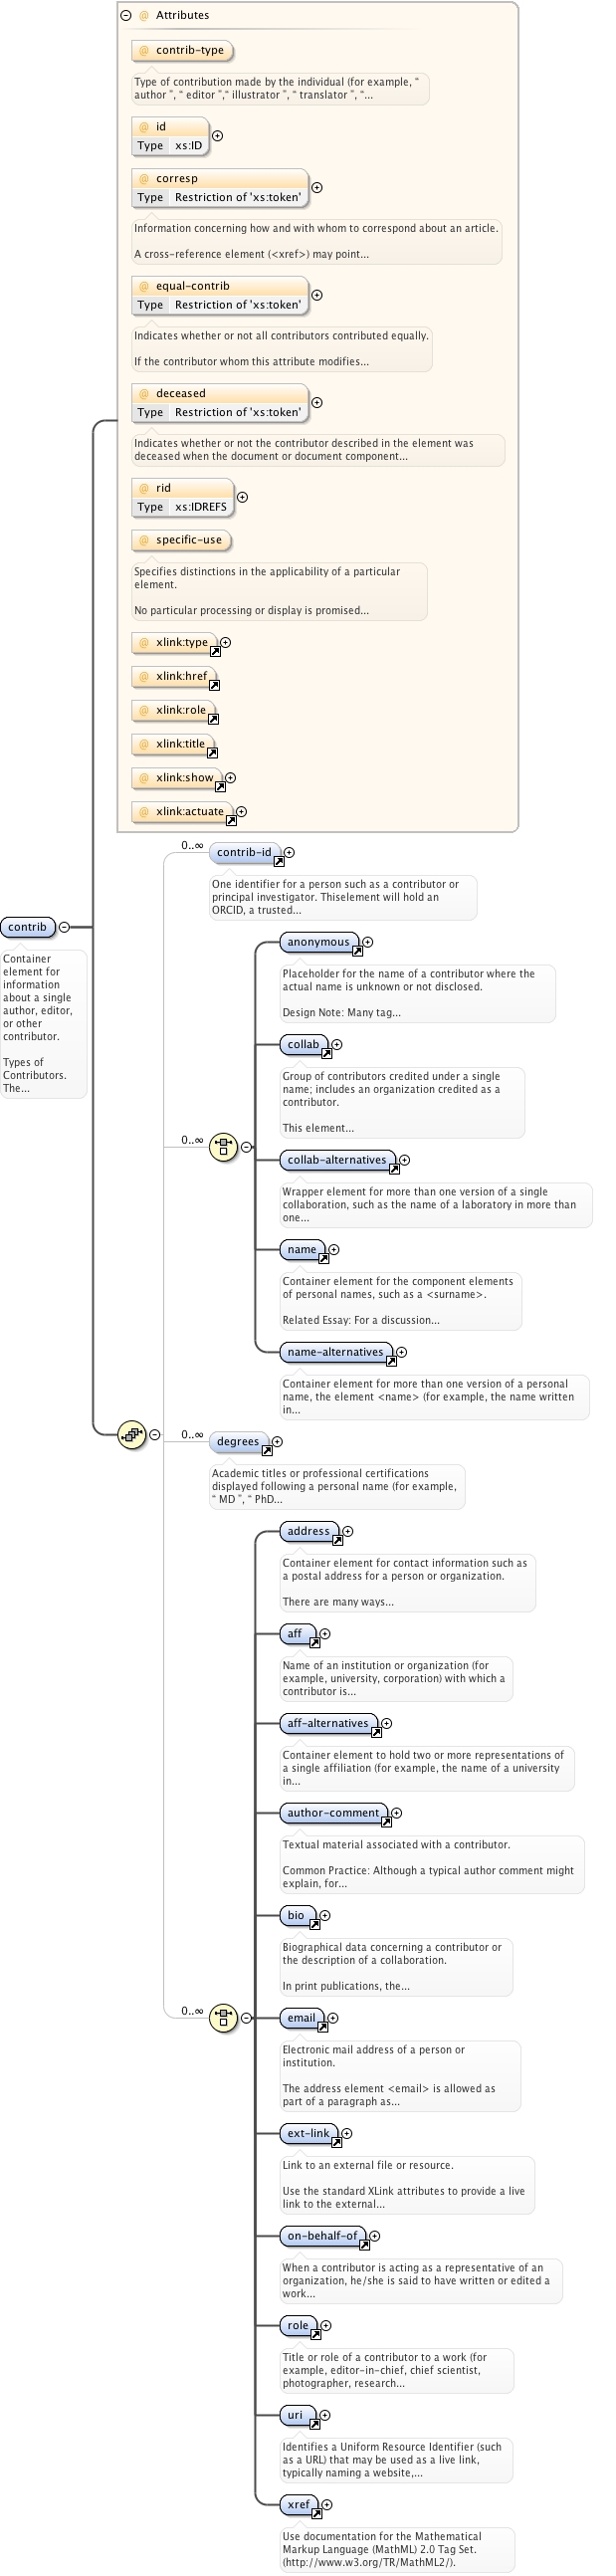 @ Attributes
@ contrib-type
Type of contribution made by the individual (for example, “
author ”, “ editor ”,“ illustrator ”, “ translator ”, “...
@ id
Type xs:ID
@ corresp
Type Restriction of 'xs:token'
Information concerning how and with whom to correspond about an article.
A cross-reference element (<xref>) may point...
@ equal-contrib
Type Restriction of 'xs:token'
Indicates whether or not all contributors contributed equally.
If the contributor whom this attribute modifies...
@ deceased
Type Restriction of 'xs:token'
Indicates whether or not the contributor described in the element was
deceased when the document or document component...
@ rid
Type xs:IDREFS
@ specific-use
Specifies distinctions in the applicability of a particular
element.
No particular processing or display is promised...
@ xlink:type
@ xlink:href
@ xlink:role
@ xlink:title
@ xlink:show
@ xlink:actuate
contrib
Container
element for
information
about a single
author, editor,
or other
contributor.
Types of
Contributors.
The...
0..∞
contrib-id
One identifier for a person such as a contributor or
principal investigator. Thiselement will hold an
ORCID, a trusted...
0..∞
anonymous
Placeholder for the name of a contributor where the
actual name is unknown or not disclosed.
Design Note: Many tag...
collab
Group of contributors credited under a single
name; includes an organization credited as a
contributor.
This element...
collab-alternatives
Wrapper element for more than one version of a single
collaboration, such as the name of a laboratory in more than
one...
name
Container element for the component elements
of personal names, such as a <surname>.
Related Essay: For a discussion...
name-alternatives
Container element for more than one version of a personal
name, the element <name> (for example, the name written
in...
0..∞
degrees
Academic titles or professional certifications
displayed following a personal name (for example,
“ MD ”, “ PhD...
0..∞
address
Container element for contact information such as
a postal address for a person or organization.
There are many ways...
aff
Name of an institution or organization (for
example, university, corporation) with which a
contributor is...
aff-alternatives
Container element to hold two or more representations of
a single affiliation (for example, the name of a university
in...
author-comment
Textual material associated with a contributor.
Common Practice: Although a typical author comment might
explain, for...
bio
Biographical data concerning a contributor or
the description of a collaboration.
In print publications, the...
email
Electronic mail address of a person or
institution.
The address element <email> is allowed as
part of a paragraph as...
ext-link
Link to an external file or resource.
Use the standard XLink attributes to provide a live
link to the external...
on-behalf-of
When a contributor is acting as a representative of an
organization, he/she is said to have written or edited a
work...
role
Title or role of a contributor to a work (for
example, editor-in-chief, chief scientist,
photographer, research...
uri
Identifies a Uniform Resource Identifier (such
as a URL) that may be used as a live link,
typically naming a website,...
xref
Use documentation for the Mathematical
Markup Language (MathML) 2.0 Tag Set.
(http://www.w3.org/TR/MathML2/).